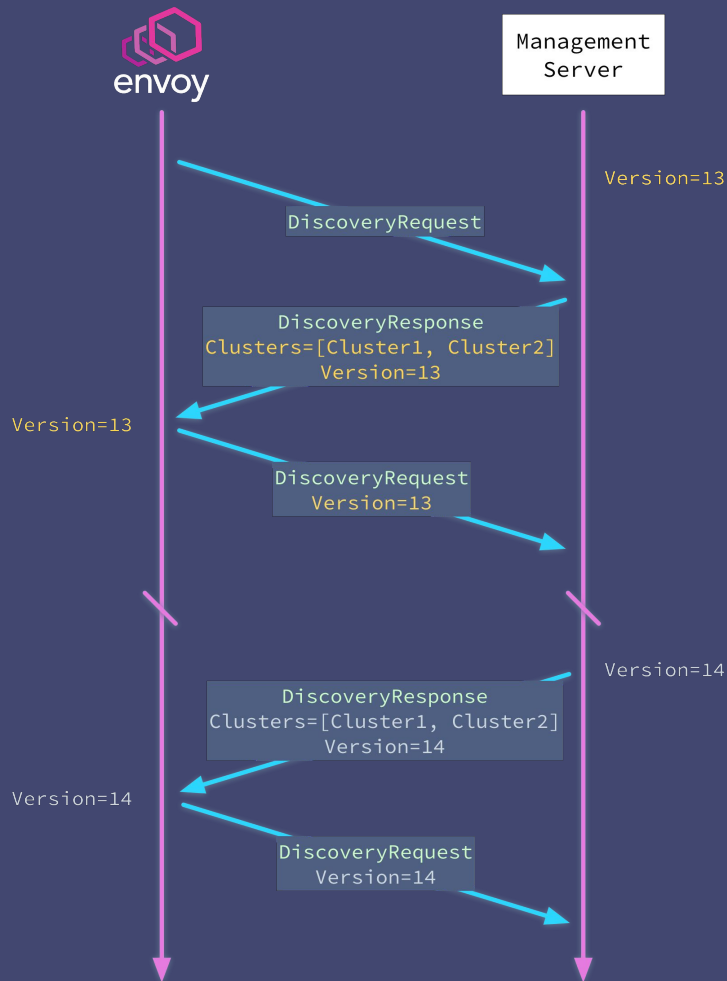 envoy
Management
Server
Version=13
DiscoveryRequest
DiscoveryResponse
Clusters=[Cluster1, Cluster2]
Version=13
Version=13
DiscoveryRequest
Version=13
Version=14
DiscoveryResponse
Clusters=[Cluster1, Cluster2]
Version=14
Version=14
DiscoveryRequest
Version=14